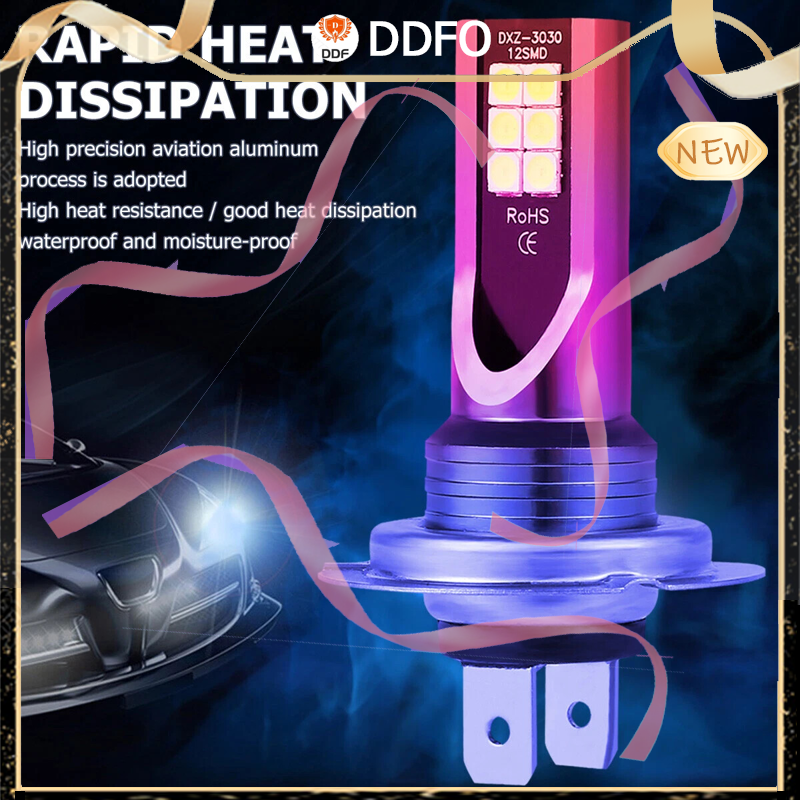 RAPID HEAT
DDF
DDFO
DISSIPATION
High precision aviation aluminum
process is adopted
High heat resistance / good heat dissipation
waterproof and moisture-proof
DXZ-3030
12SMD
RoHS
CE
NEW